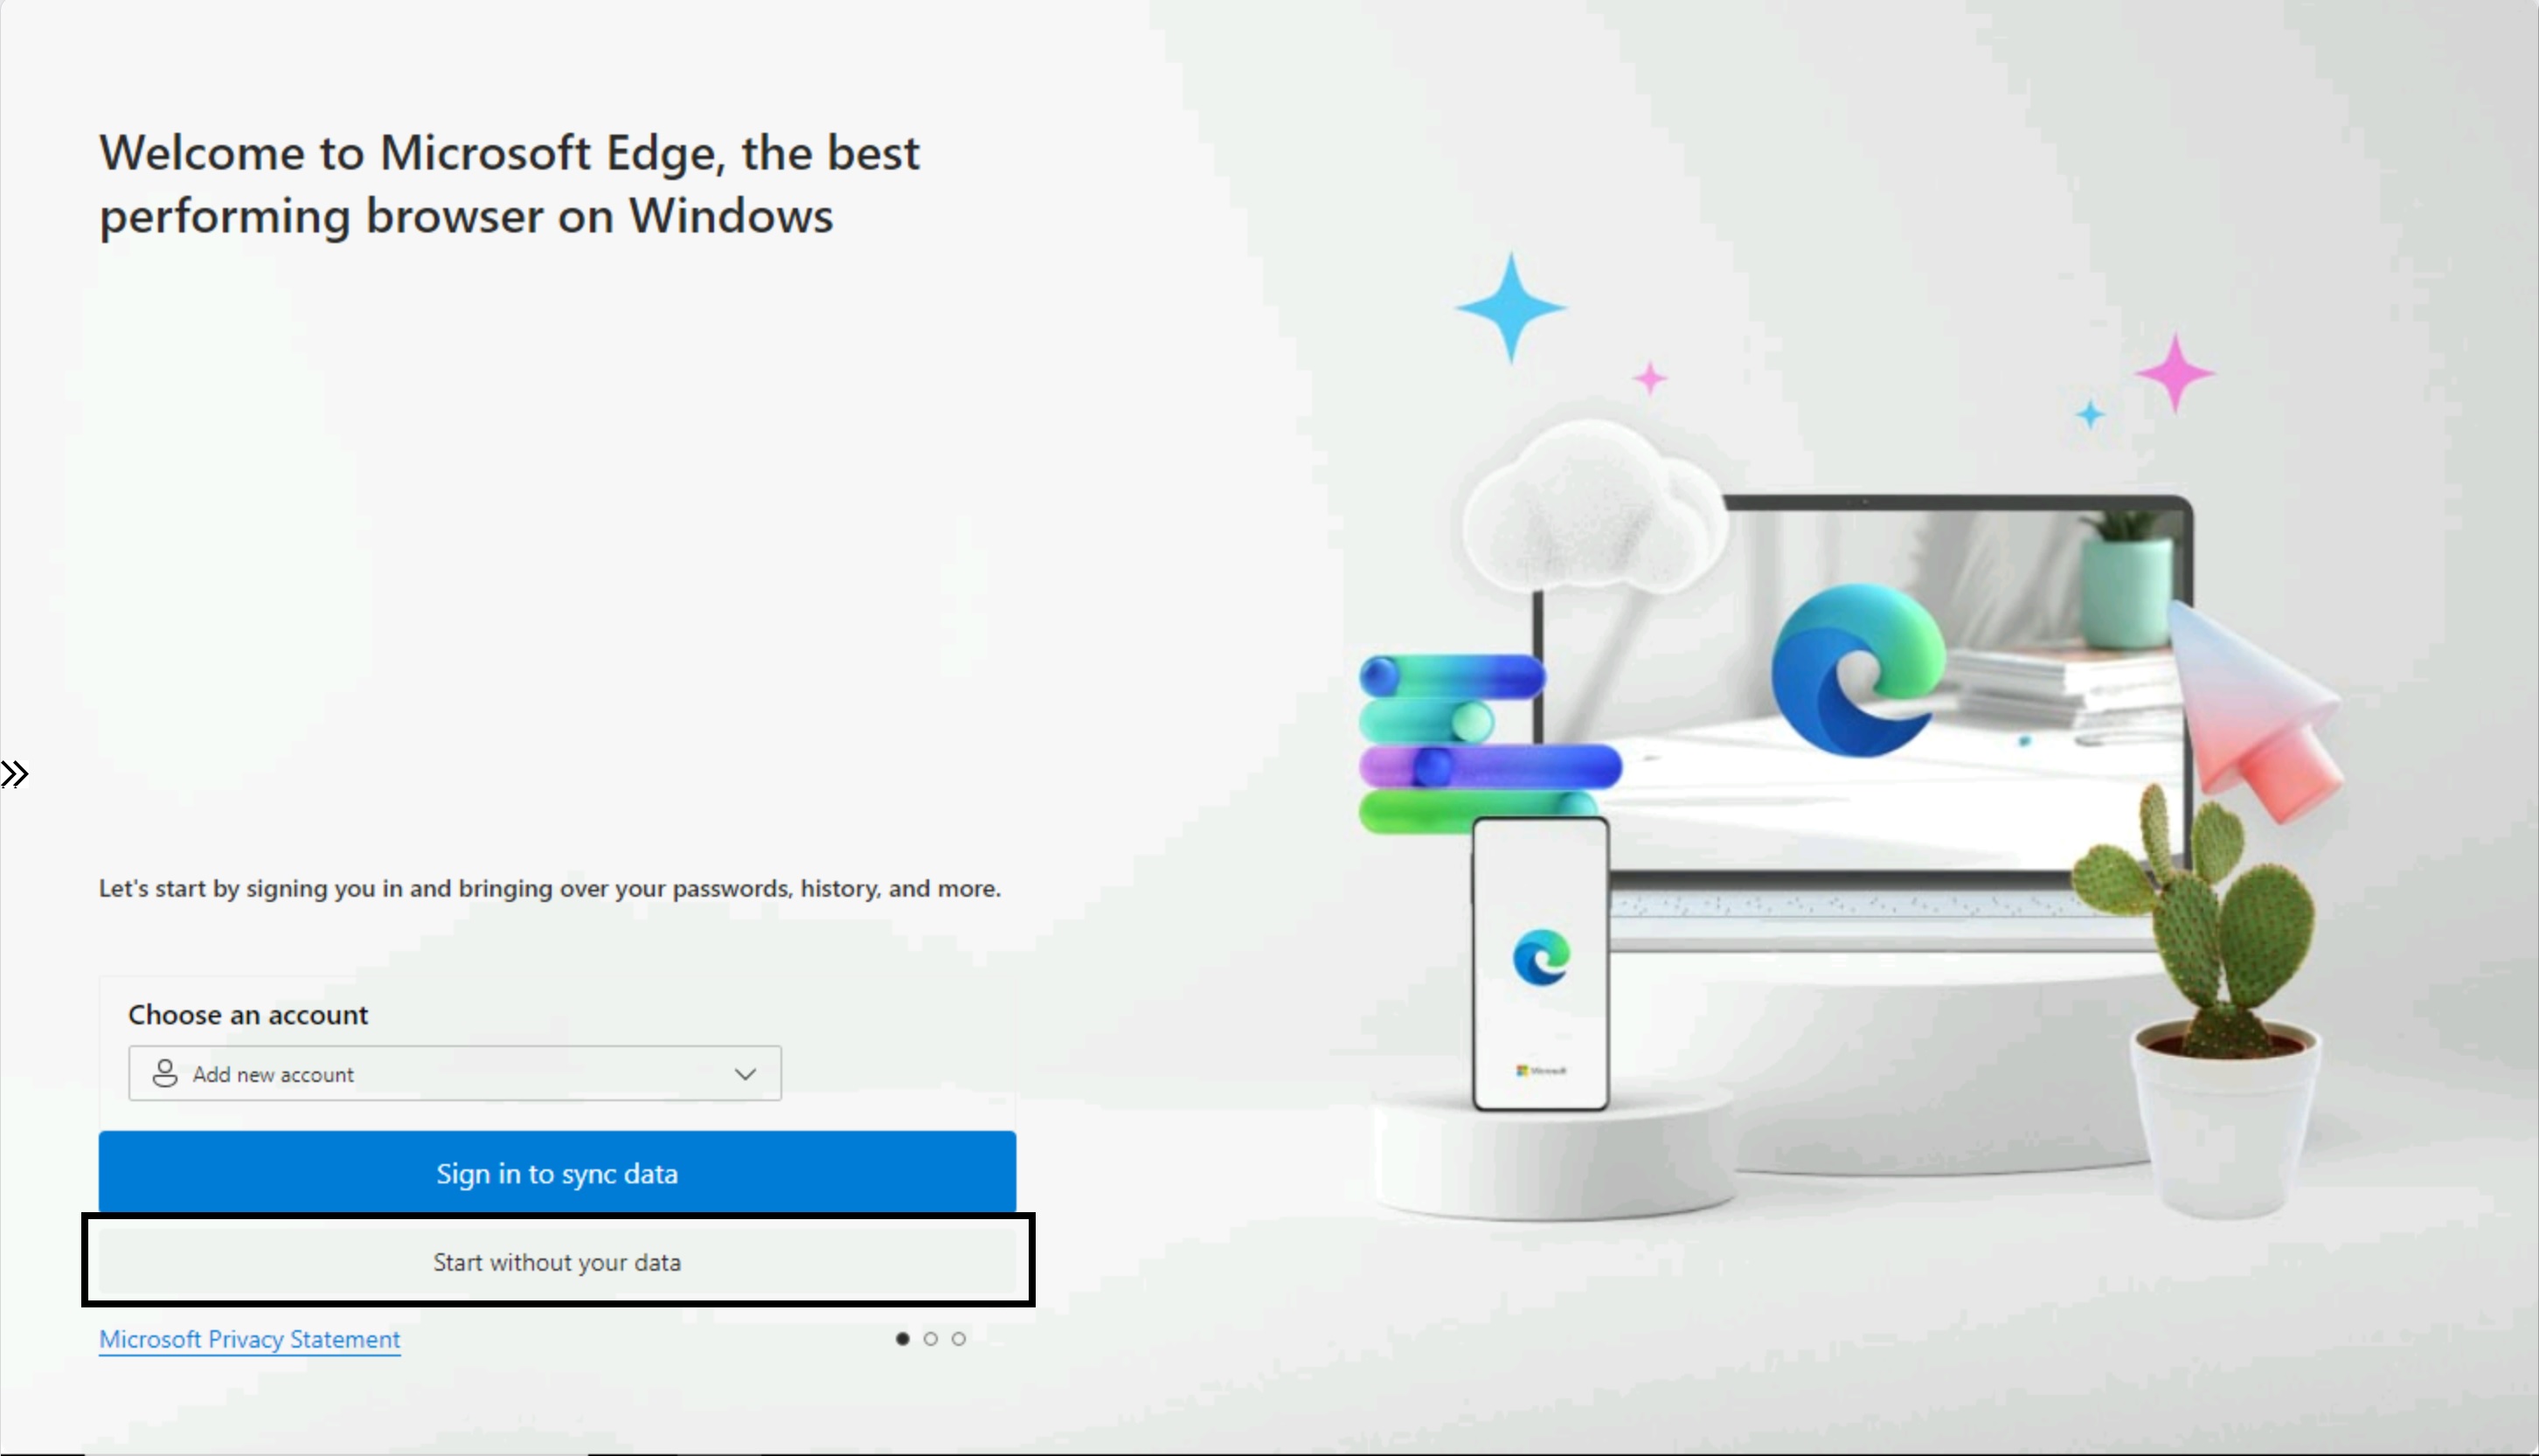 Welcome to Microsoft Edge, the best
performing browser on Windows
Let's start by signing you in and bringing over your passwords, history, and more.
Choose an account
Add new account
Sign in to sync data
Start without your data
Microsoft Privacy Statement
Microsoft